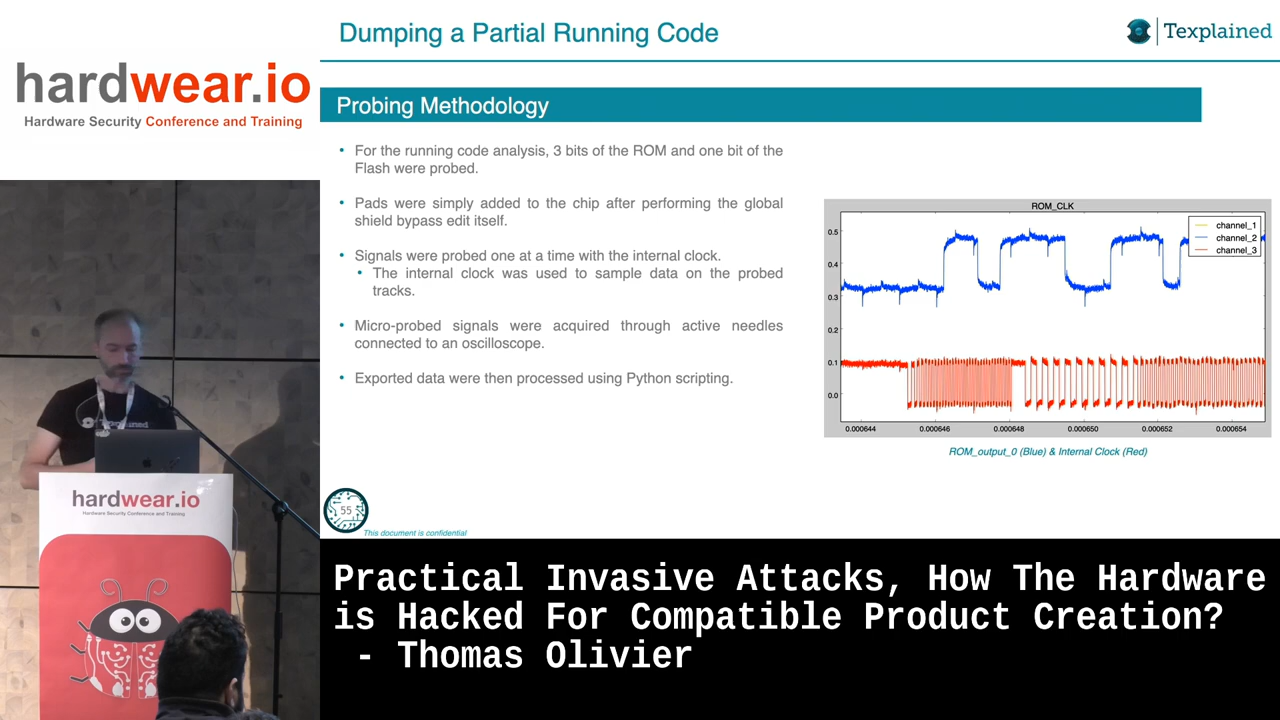 Dumping a Partial Running Code
Texplained
hardwear.io
Hardware Security Conference and Training
Probing Methodology
• For the running code analysis, 3 bits of the ROM and one bit of the
Flash were probed.
• Pads were simply added to the chip after performing the global
shield bypass edit itself.
• Signals were probed one at a time with the internal clock.
• The internal clock was used to sample data on the probed
tracks.
• Micro-probed signals were acquired through active needles
connected to an oscilloscope.
• Exported data were then processed using Python scripting.
ROM_CLK
channel_1
channel_2
channel_3
0.5
0.4
0.3
0.2
0.1
0.0
0.000644 0.000646 0.000648 0.000650 0.000652 0.000654
ROM_output_0 (Blue) & Internal Clock (Red)
55
This document is confidential
Texplained
hardwear.io
Hardware Security Conference and Training
Practical Invasive Attacks, How The Hardware
is Hacked For Compatible Product Creation?
- Thomas Olivier